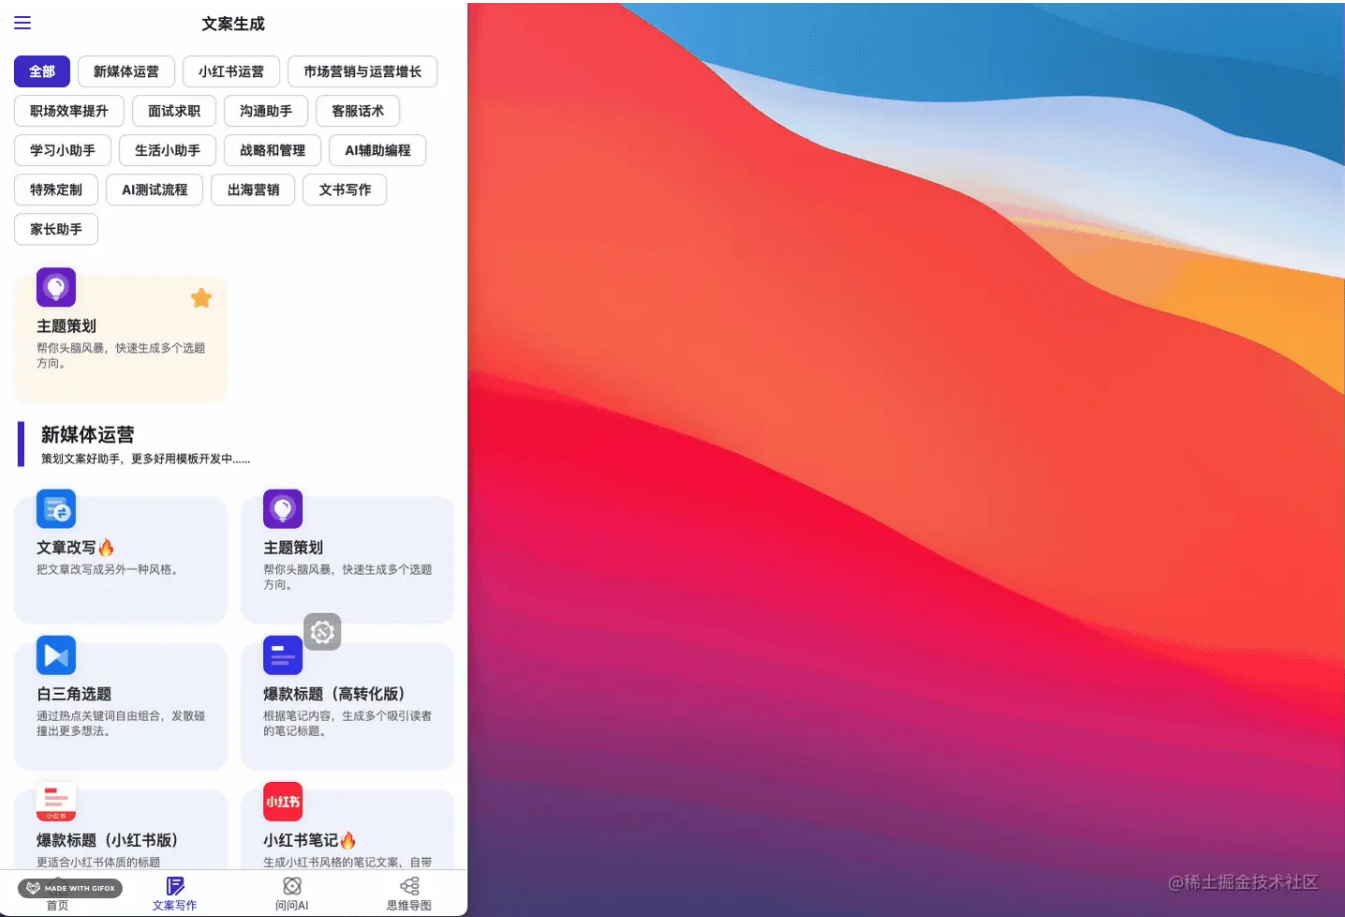 文案生成
全部
新媒体运营
小红书运营
市场营销与运营增长
职场效率提升
面试求职
沟通助手
客服话术
学习小助手
生活小助手
战略和管理
AI辅助编程
特殊定制
AI测试流程
出海营销
文书写作
家长助手
主题策划
帮你头脑风暴，快速生成多个选题
方向。
新媒体运营
策划文案好助手，更多好用模板开发中......
文章改写🔥
把文章改写成另外一种风格。
主题策划
帮你头脑风暴，快速生成多个选题
方向。
白三角选题
通过热点关键词自由组合，发散碰
撞出更多想法。
爆款标题（高转化版）
根据笔记内容，生成多个吸引读者
的笔记标题。
小红书
爆款标题（小红书版）
更适合小红书体质的标题
小红书
小红书笔记🔥
生成小红书风格的笔记文案，自带
MADE WITH GIFOX
首页
文案写作
问问AI
思维导图
@稀土掘金技术社区